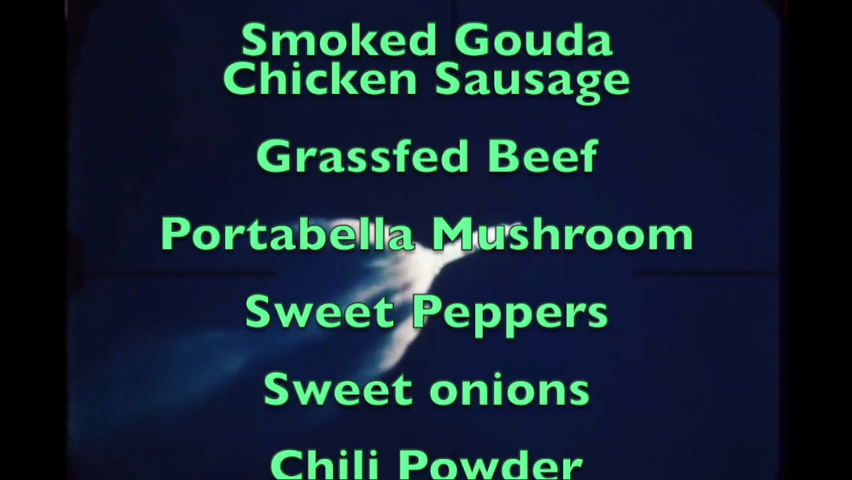 Smoked Gouda
Chicken Sausage
Grassfed Beef
Portabella Mushroom
Sweet Peppers
Sweet onions
Chili Powder